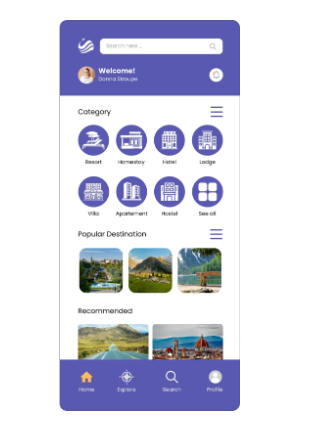 Search here ...
Welcome!
Donna Stroupe
Category
Resort Homestay Hotel Lodge
Villa Apartement Hostel See all
Popular Destination
Recommended
Home Explore Search Profile